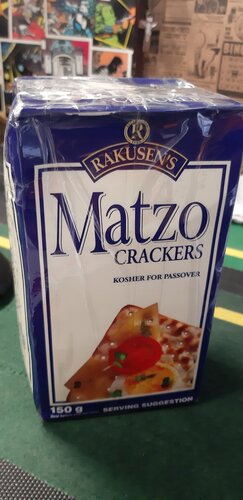 R
RAKUSEN'S
Matzo
CRACKERS
KOSHER FOR PASSOVER
150 g
SERVING SUGGESTION